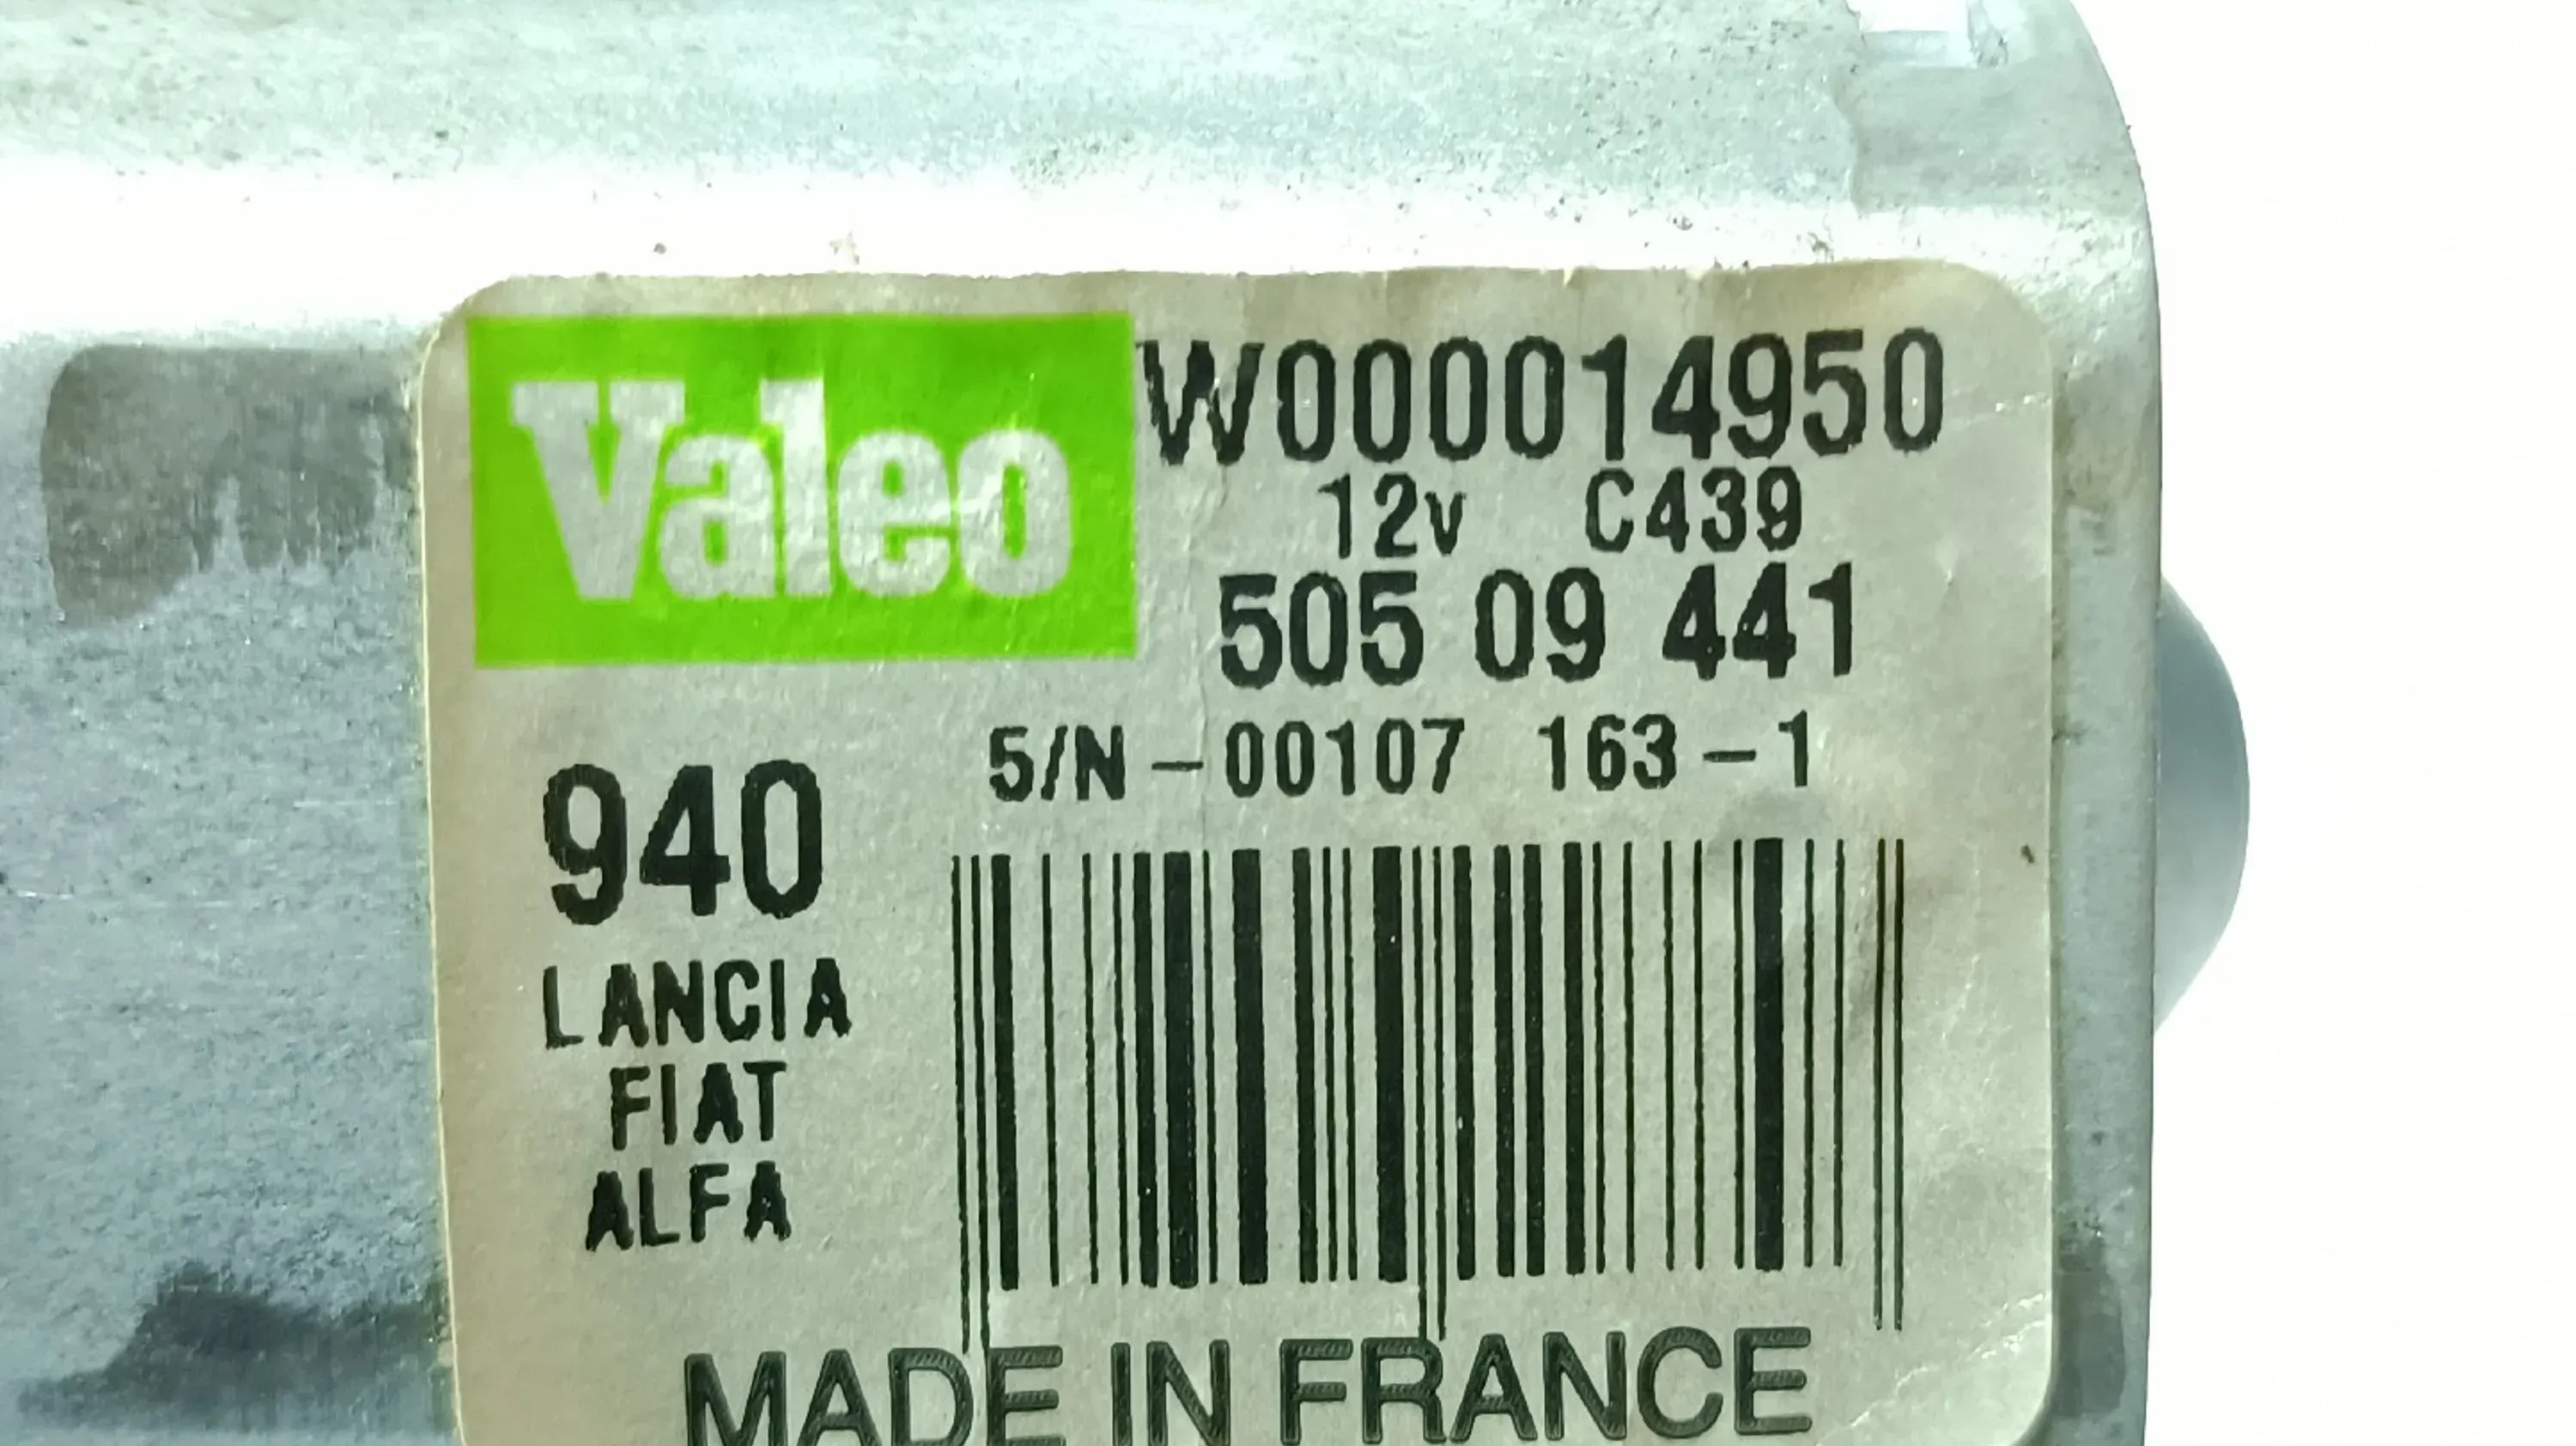 Valeo W000014950
12v C439
505 09 441
5/N - 00107 163 - 1
940
LANCIA
FIAT
ALFA
MADE IN FRANCE